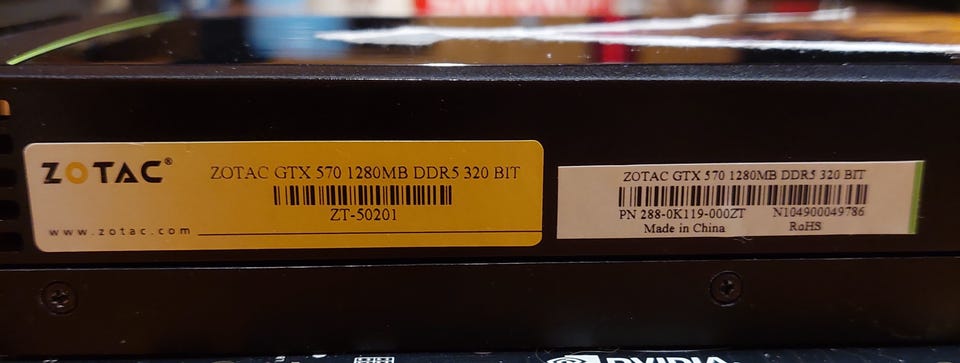 ZOTAC®
ZOTAC GTX 570 1280MB DDR5 320 BIT
ZT-50201
www.zotac.com
ZOTAC GTX 570 1280MB DDR5 320 BIT
PN 288-0K119-000ZT N104900049786
Made in China RoHS
NVIDIA